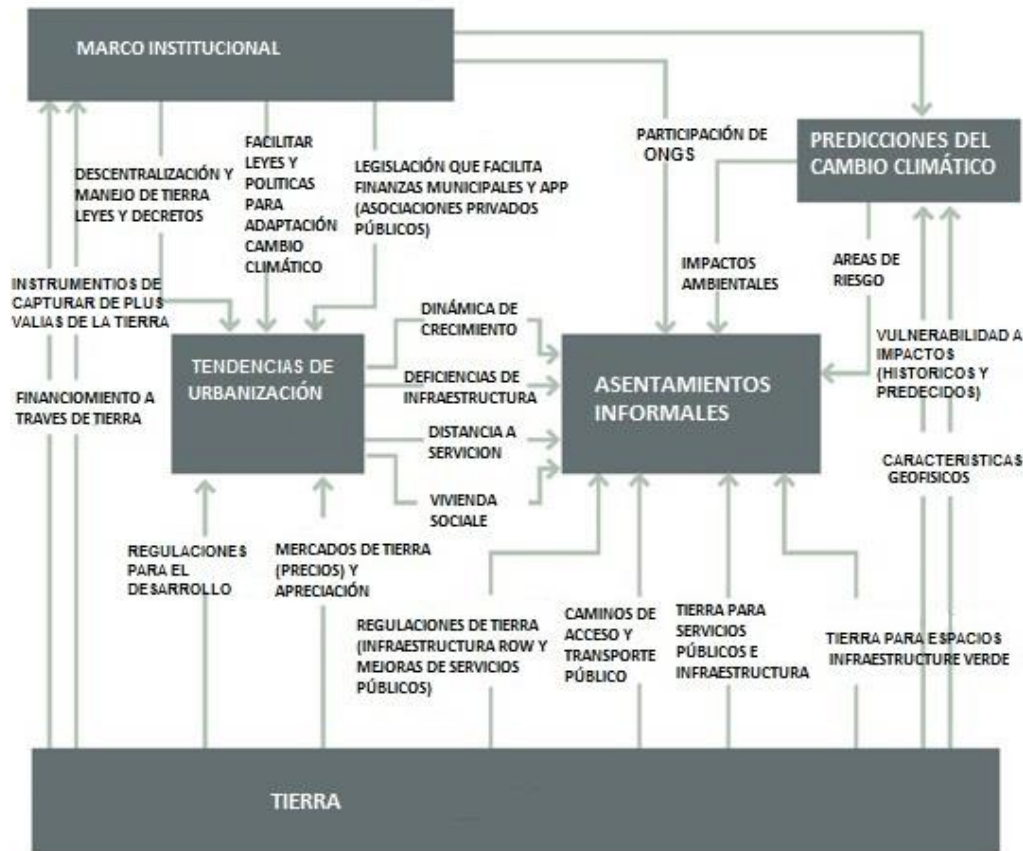 MARCO INSTITUCIONAL
PREDICCIONES DEL
CAMBIO CLIMÁTICO
PARTICIPACIÓN DE
ONGS
DESCENTRALIZACIÓN Y
MANEJO DE TIERRA
LEYES Y DECRETOS
FACILITAR
LEYES Y
POLITICAS
PARA
ADAPTACIÓN
CAMBIO
CLIMÁTICO
LEGISLACIÓN QUE FACILITA
FINANZAS MUNICIPALES Y APP
(ASOCIACIONES PRIVADOS
PÚBLICOS)
IMPACTOS
AMBIENTALES
AREAS DE
RIESGO
INSTRUMENTIOS DE
CAPTURAR DE PLUS
VALIAS DE LA TIERRA
FINANCIOMIENTO A
TRAVES DE TIERRA
TENDENCIAS DE
URBANIZACIÓN
DINÁMICA DE
CRECIMIENTO
DEFICIENCIAS DE
INFRAESTRUCTURA
DISTANCIA A
SERVICION
VIVIENDA
SOCIALE
ASENTAMIENTOS
INFORMALES
VULNERABILIDAD A
IMPACTOS
(HISTORICOS Y
PREDECIDOS)
CARACTERISTICAS
GEOFISICOS
REGULACIONES
PARA EL
DESARROLLO
MERCADOS DE TIERRA
(PRECIOS) Y
APRECIACIÓN
REGULACIONES DE TIERRA
(INFRAESTRUCTURA ROW Y
MEJORAS DE SERVICIOS
PÚBLICOS)
CAMINOS DE
ACCESO Y
TRANSPORTE
PÚBLICO
TIERRA PARA
SERVICIOS
PÚBLICOS E
INFRAESTRUCTURA
TIERRA PARA ESPACIOS
INFRAESTRUCTURE VERDE
TIERRA